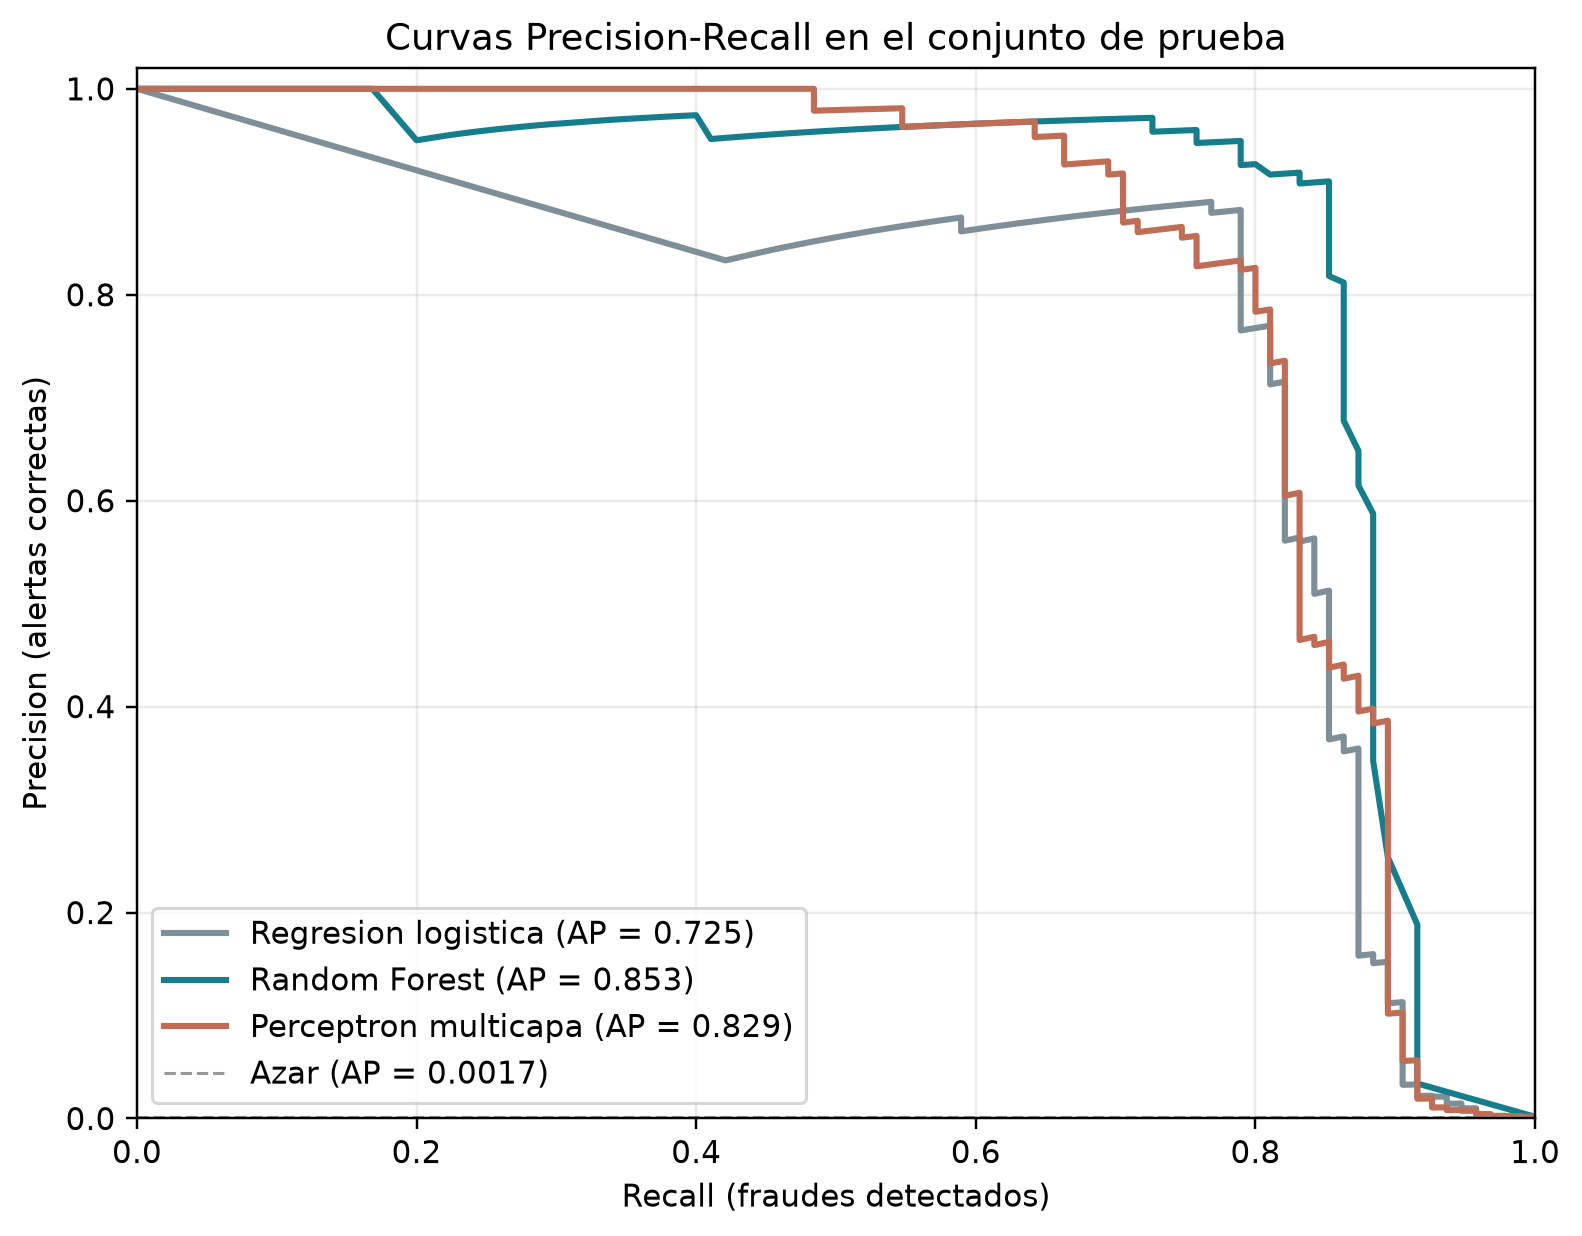 Curvas Precision-Recall en el conjunto de prueba
1.0
0.8
0.6
0.4
0.2
0.0
Precision (alertas correctas)
Regresion logistica (AP = 0.725)
Random Forest (AP = 0.853)
Perceptron multicapa (AP = 0.829)
Azar (AP = 0.0017)
0.0 0.2 0.4 0.6 0.8 1.0
Recall (fraudes detectados)